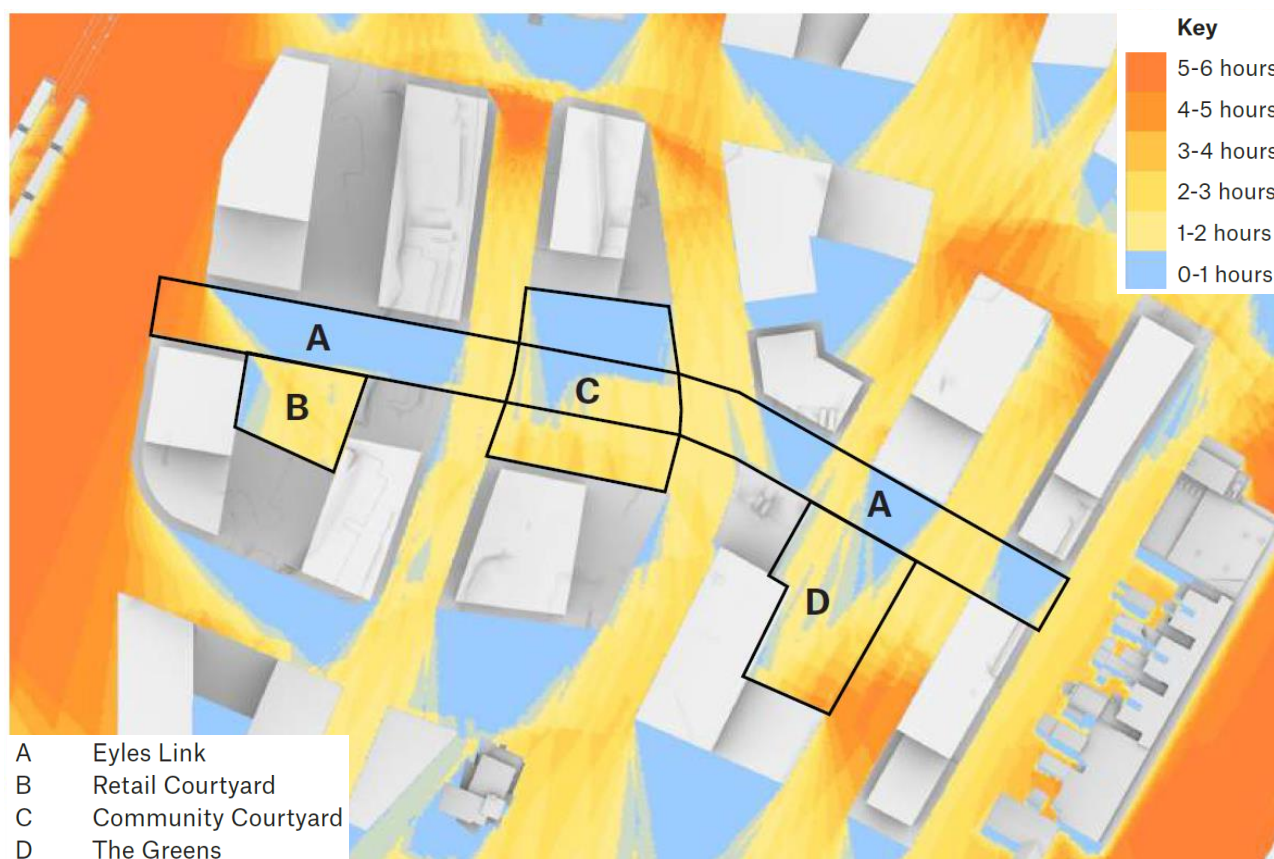 Key
5-6 hours
4-5 hours
3-4 hours
2-3 hours
1-2 hours
0-1 hours
A
C
B
A
D
A Eyles Link
B Retail Courtyard
C Community Courtyard
D The Greens